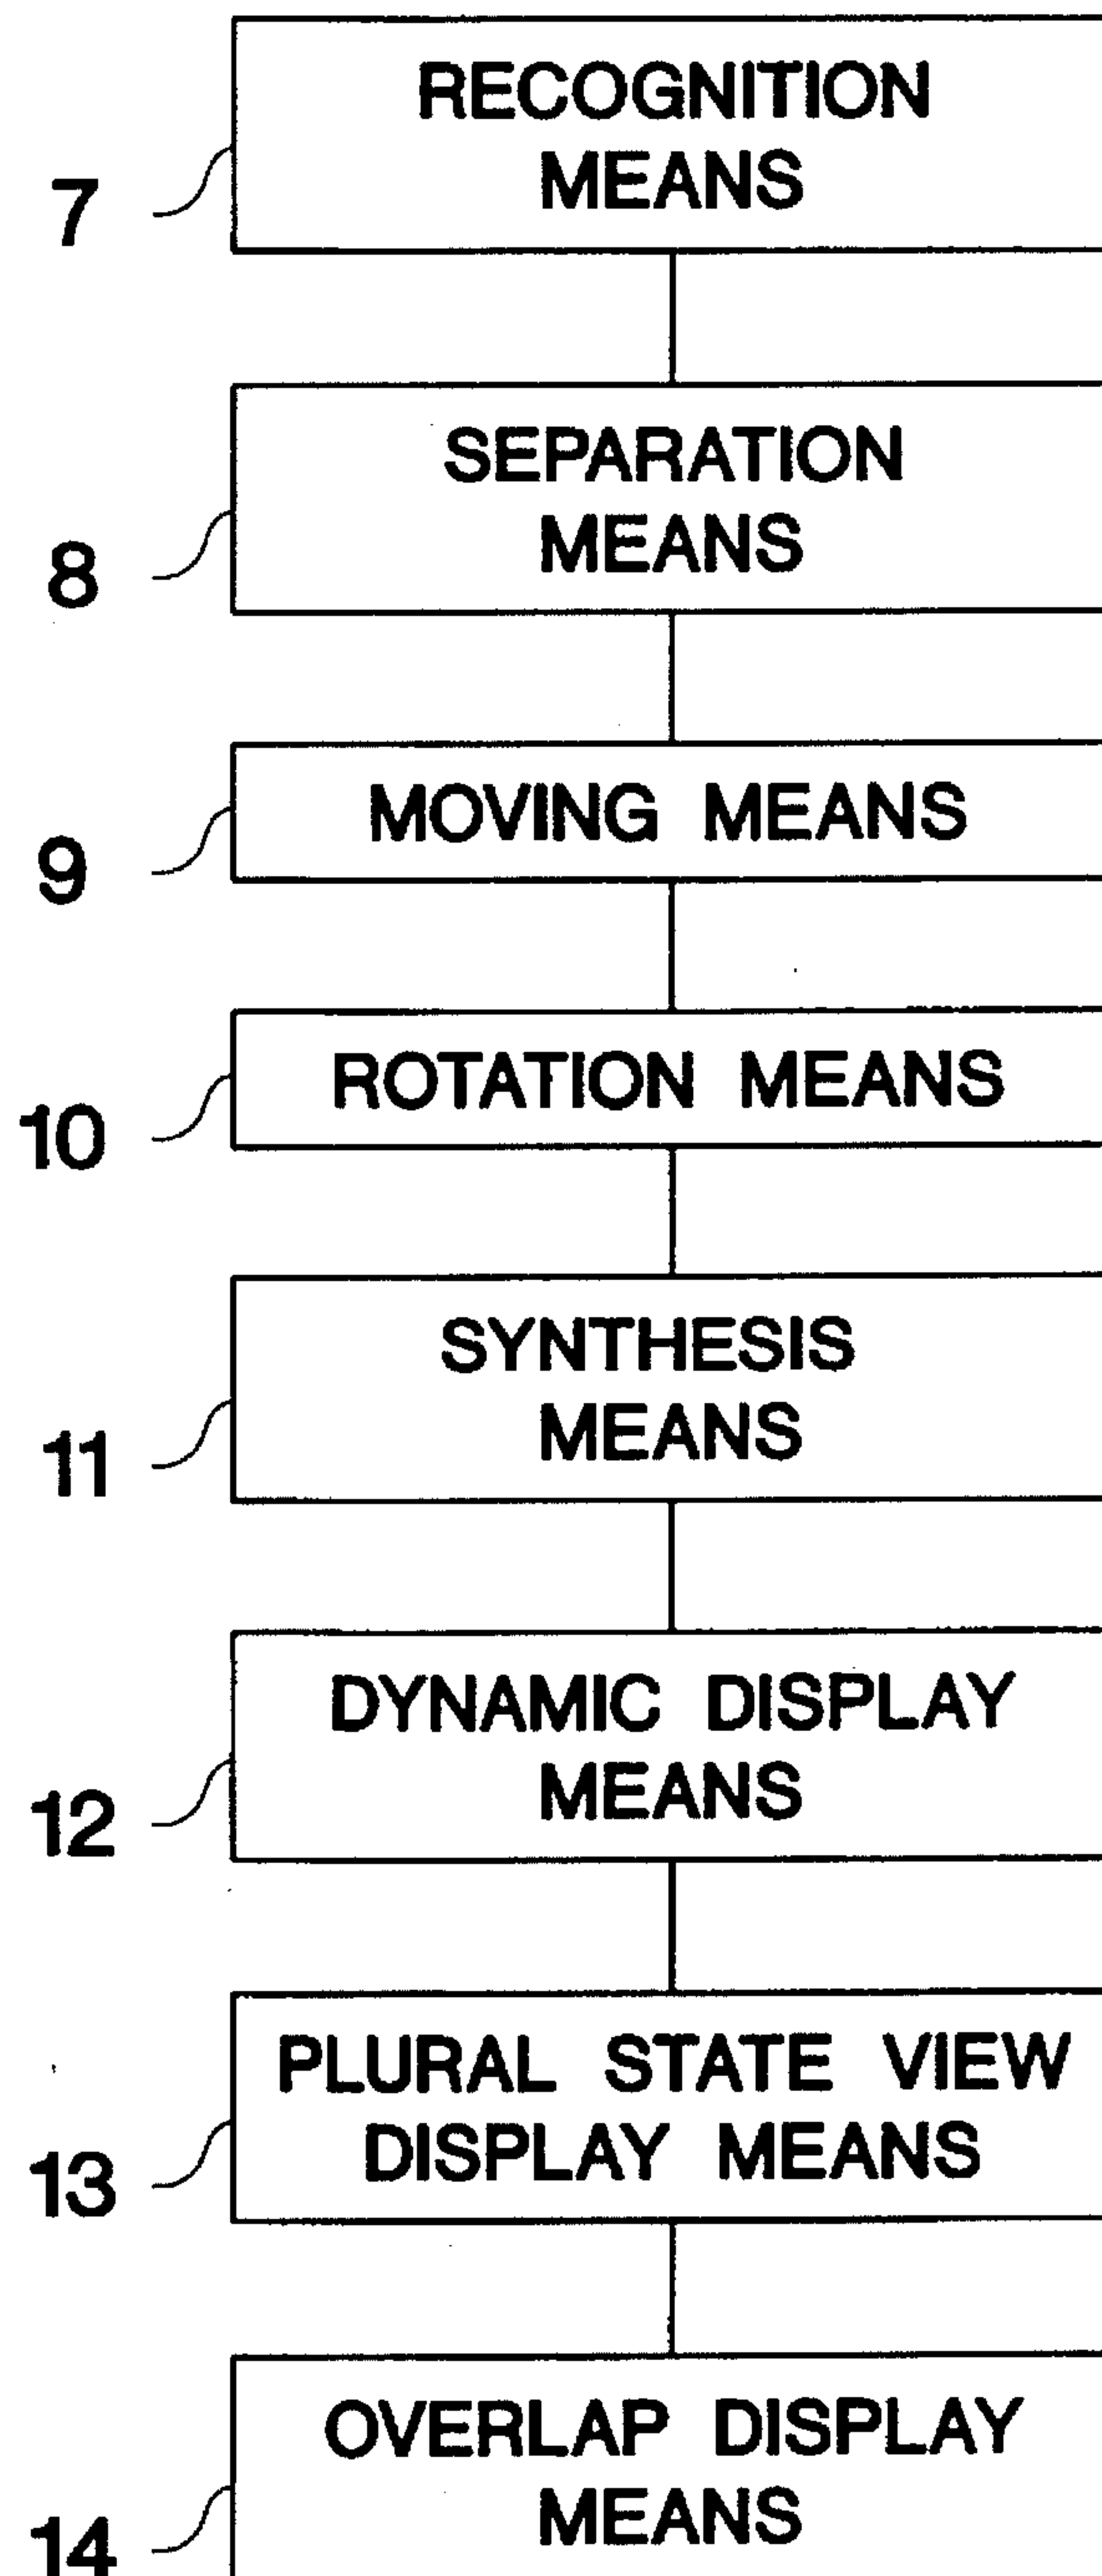 RECOGNITION
MEANS
7
SEPARATION
MEANS
8
MOVING MEANS
9
ROTATION MEANS
10
SYNTHESIS
MEANS
11
DYNAMIC DISPLAY
MEANS
12
PLURAL STATE VIEW
DISPLAY MEANS
13
OVERLAP DISPLAY
MEANS
14